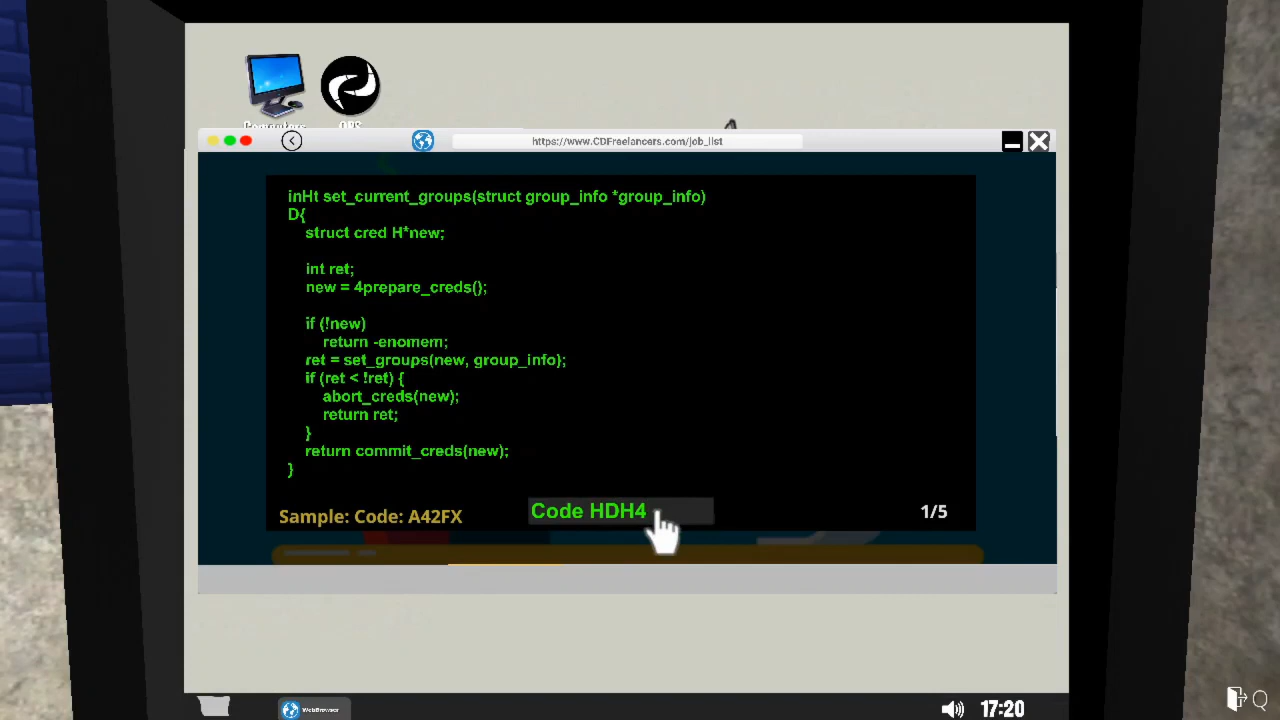 https://www.CDFreelancers.com/job_list
inHt set_current_groups(struct group_info *group_info)
D{
struct cred H*new;
int ret;
new = 4prepare_creds();
if (!new)
return -enomem;
ret = set_groups(new, group_info);
if (ret < !ret) {
abort_creds(new);
return ret;
}
return commit_creds(new);
}
Sample: Code: A42FX
Code HDH4
1/5
WebBrowser
17:20
Q